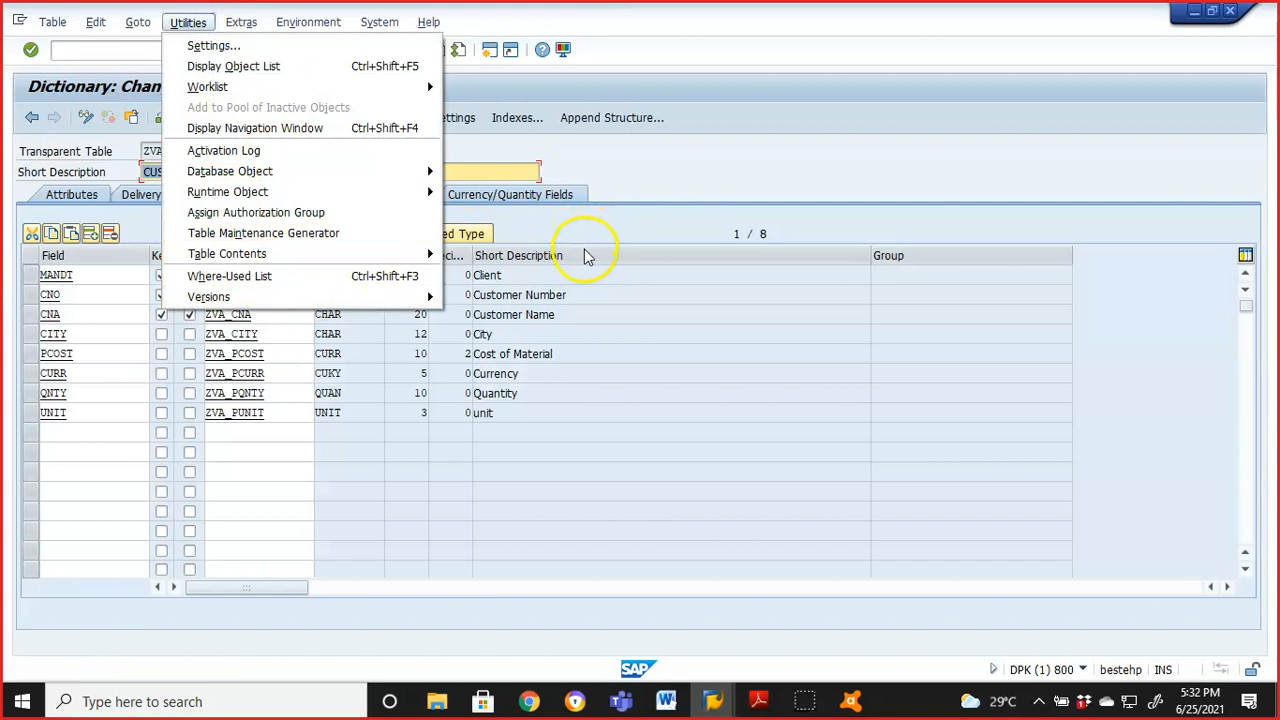 Table Edit Goto Utilities Extras Environment System Help
Settings...
Display Object List Ctrl+Shift+F5
Worklist
Add to Pool of Inactive Objects
Display Navigation Window Ctrl+Shift+F4
Activation Log
Database Object
Runtime Object
Assign Authorization Group
Table Maintenance Generator
Table Contents
Where-Used List Ctrl+Shift+F3
Versions
Dictionary: Chan
ettings Indexes... Append Structure...
Transparent Table ZVA
Short Description CUS
Attributes Delivery Currency/Quantity Fields
ed Type 1 / 8
Field Ke eci... Short Description Group
MANDT 0 Client
CNO 0 Customer Number
CNA ZVA_CNA CHAR 20 0 Customer Name
CITY ZVA_CITY CHAR 12 0 City
PCOST ZVA_PCOST CURR 10 2 Cost of Material
CURR ZVA_PCURR CUKY 5 0 Currency
QNTY ZVA_PQNTY QUAN 10 0 Quantity
UNIT ZVA_PUNIT UNIT 3 0 unit
SAP
DPK (1) 800 bestehp INS
Type here to search
29°C
5:32 PM
6/25/2021